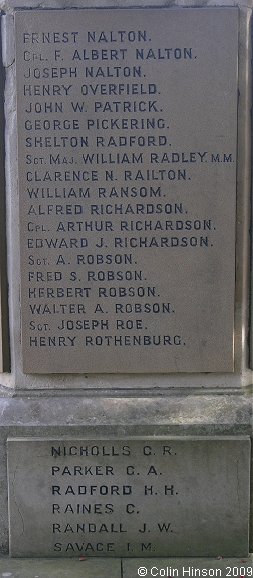 ERNEST NALTON.
CPL. F. ALBERT NALTON.
JOSEPH NALTON.
HENRY OVERFIELD.
JOHN W. PATRICK.
GEORGE PICKERING.
SHELTON RADFORD.
SGT. MAJ. WILLIAM RADLEY, M.M.
CLARENCE N. RAILTON.
WILLIAM RANSOM.
ALFRED RICHARDSON.
CPL. ARTHUR RICHARDSON.
EDWARD J. RICHARDSON.
SGT. A. ROBSON.
FRED S. ROBSON.
HERBERT ROBSON.
WALTER A. ROBSON.
SGT. JOSEPH ROE.
HENRY ROTHENBURG.
NICHOLLS C. R.
PARKER C. A.
RADFORD H. H.
RAINES C.
RANDALL J. W.
SAVAGE I. M.
© Colin Hinson 2009